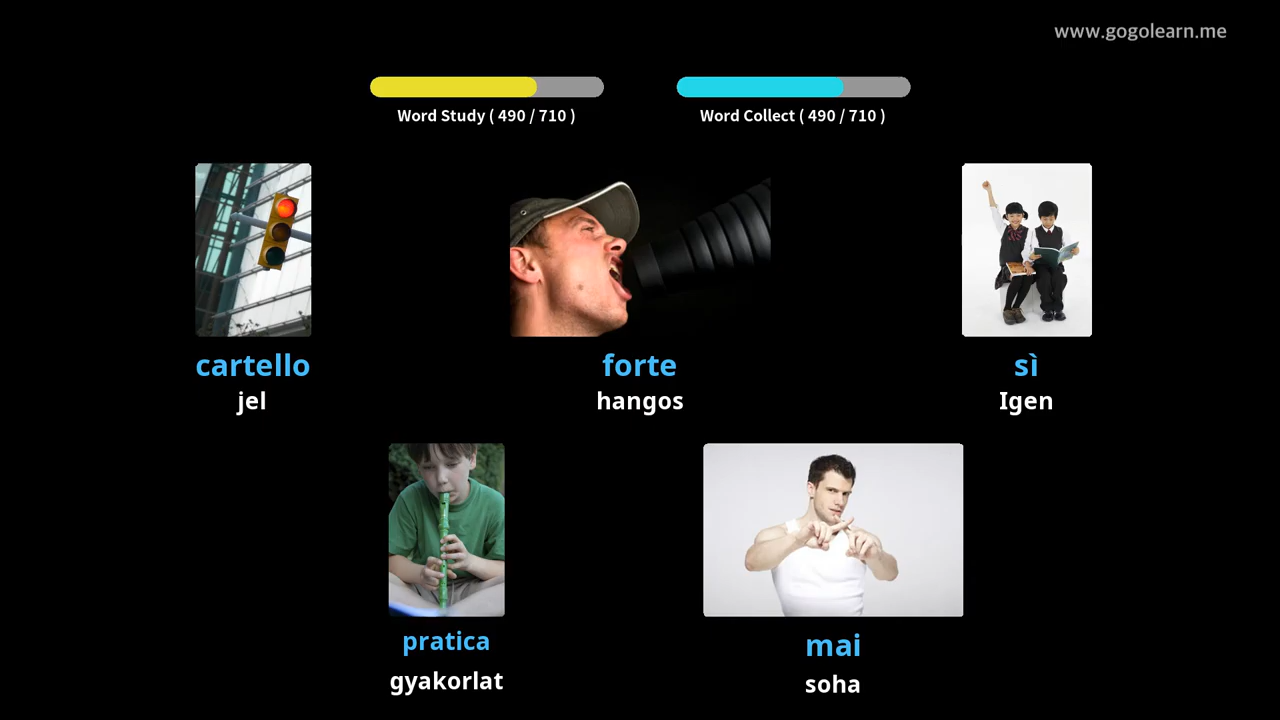 www.gogolearn.me
Word Study ( 490 / 710 )
Word Collect ( 490 / 710 )
cartello
jel
forte
hangos
sì
Igen
pratica
gyakorlat
mai
soha